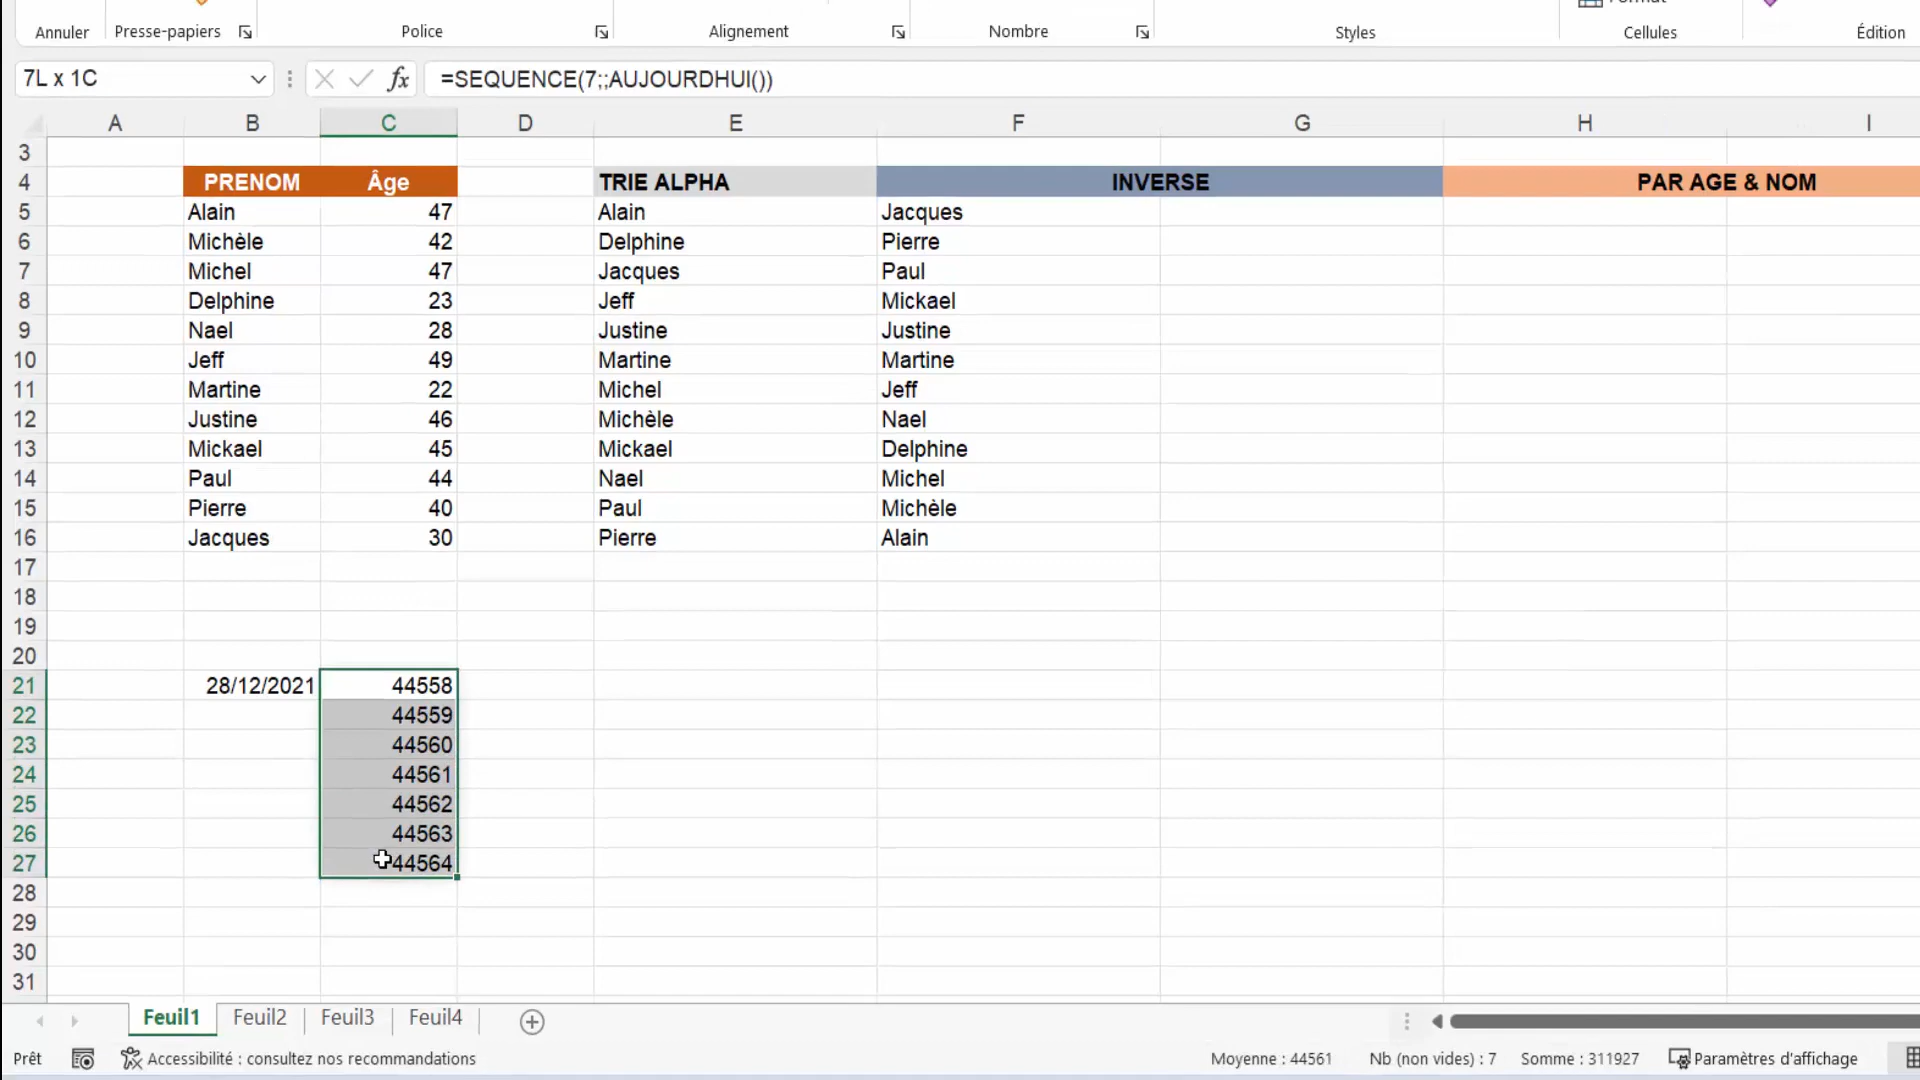 Format
Annuler Presse-papiers Police Alignement Nombre Styles Cellules Édition
7L x 1C fx =SEQUENCE(7;;AUJOURDHUI())
A B C D E F G H I
3
4 PRENOM Âge TRIE ALPHA INVERSE PAR AGE & NOM
5 Alain 47 Alain Jacques
6 Michèle 42 Delphine Pierre
7 Michel 47 Jacques Paul
8 Delphine 23 Jeff Mickael
9 Nael 28 Justine Justine
10 Jeff 49 Martine Martine
11 Martine 22 Michel Jeff
12 Justine 46 Michèle Nael
13 Mickael 45 Mickael Delphine
14 Paul 44 Nael Michel
15 Pierre 40 Paul Michèle
16 Jacques 30 Pierre Alain
17
18
19
20
21 28/12/2021 44558
22 44559
23 44560
24 44561
25 44562
26 44563
27 44564
28
29
30
31
Feuil1 Feuil2 Feuil3 Feuil4
Prêt Accessibilité : consultez nos recommandations Moyenne : 44561 Nb (non vides) : 7 Somme : 311927 Paramètres d'affichage